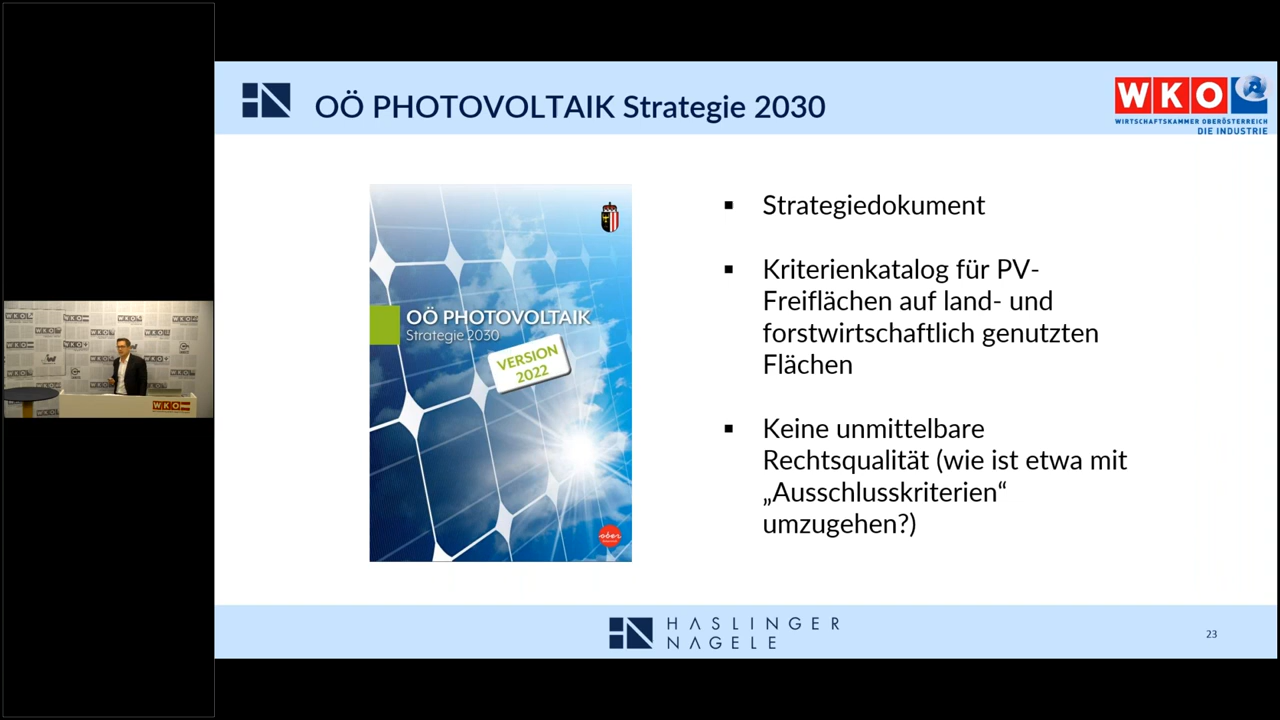 OÖ PHOTOVOLTAIK Strategie 2030
WKO
WIRTSCHAFTSKAMMER OBERÖSTERREICH
DIE INDUSTRIE
OÖ PHOTOVOLTAIK
Strategie 2030
VERSION
2022
▪ Strategiedokument
▪ Kriterienkatalog für PV-
Freiflächen auf land- und
forstwirtschaftlich genutzten
Flächen
▪ Keine unmittelbare
Rechtsqualität (wie ist etwa mit
„Ausschlusskriterien“
umzugehen?)
WKO
HASLINGER
NAGELE
23